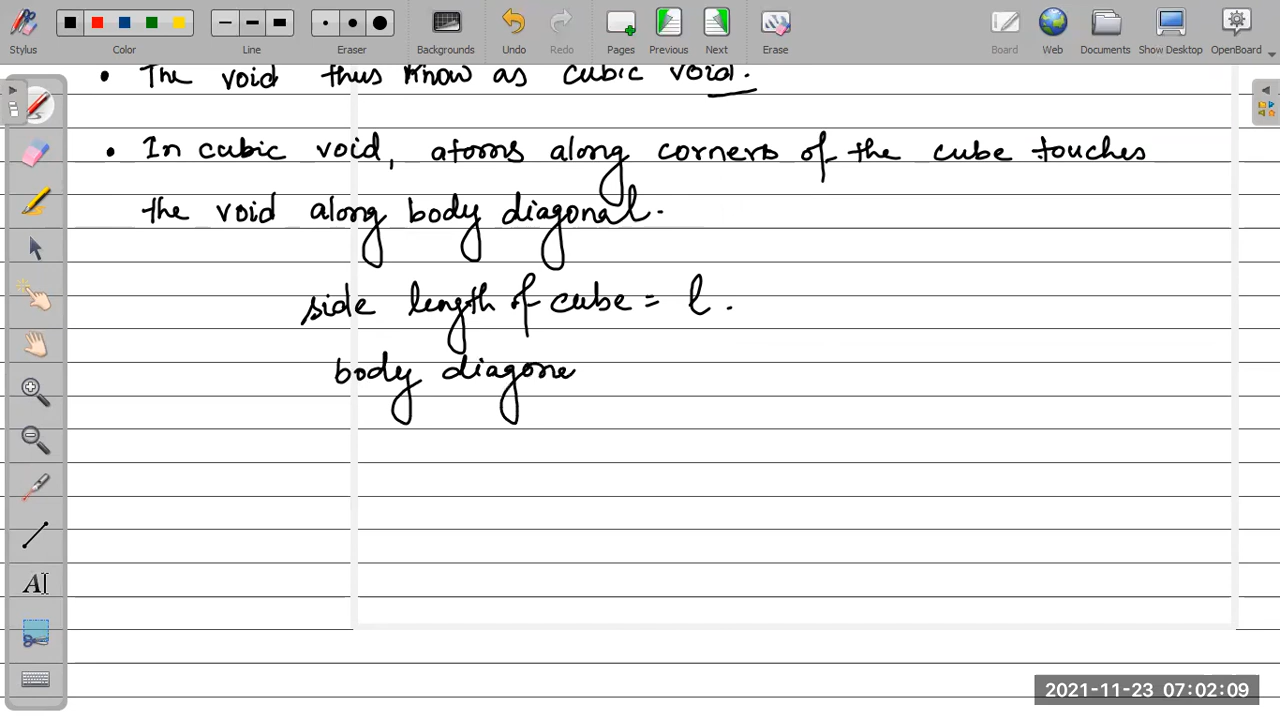 Stylus
Color
Line
Eraser
Backgrounds
Undo
Redo
Pages
Previous
Next
Erase
Board
Web
Documents
Show Desktop
OpenBoard
• The void thus know as cubic void.
• In cubic void, atoms along corners of the cube touches
the void along body diagonal.
side length of cube = l.
body diagone
AI
2021-11-23 07:02:09